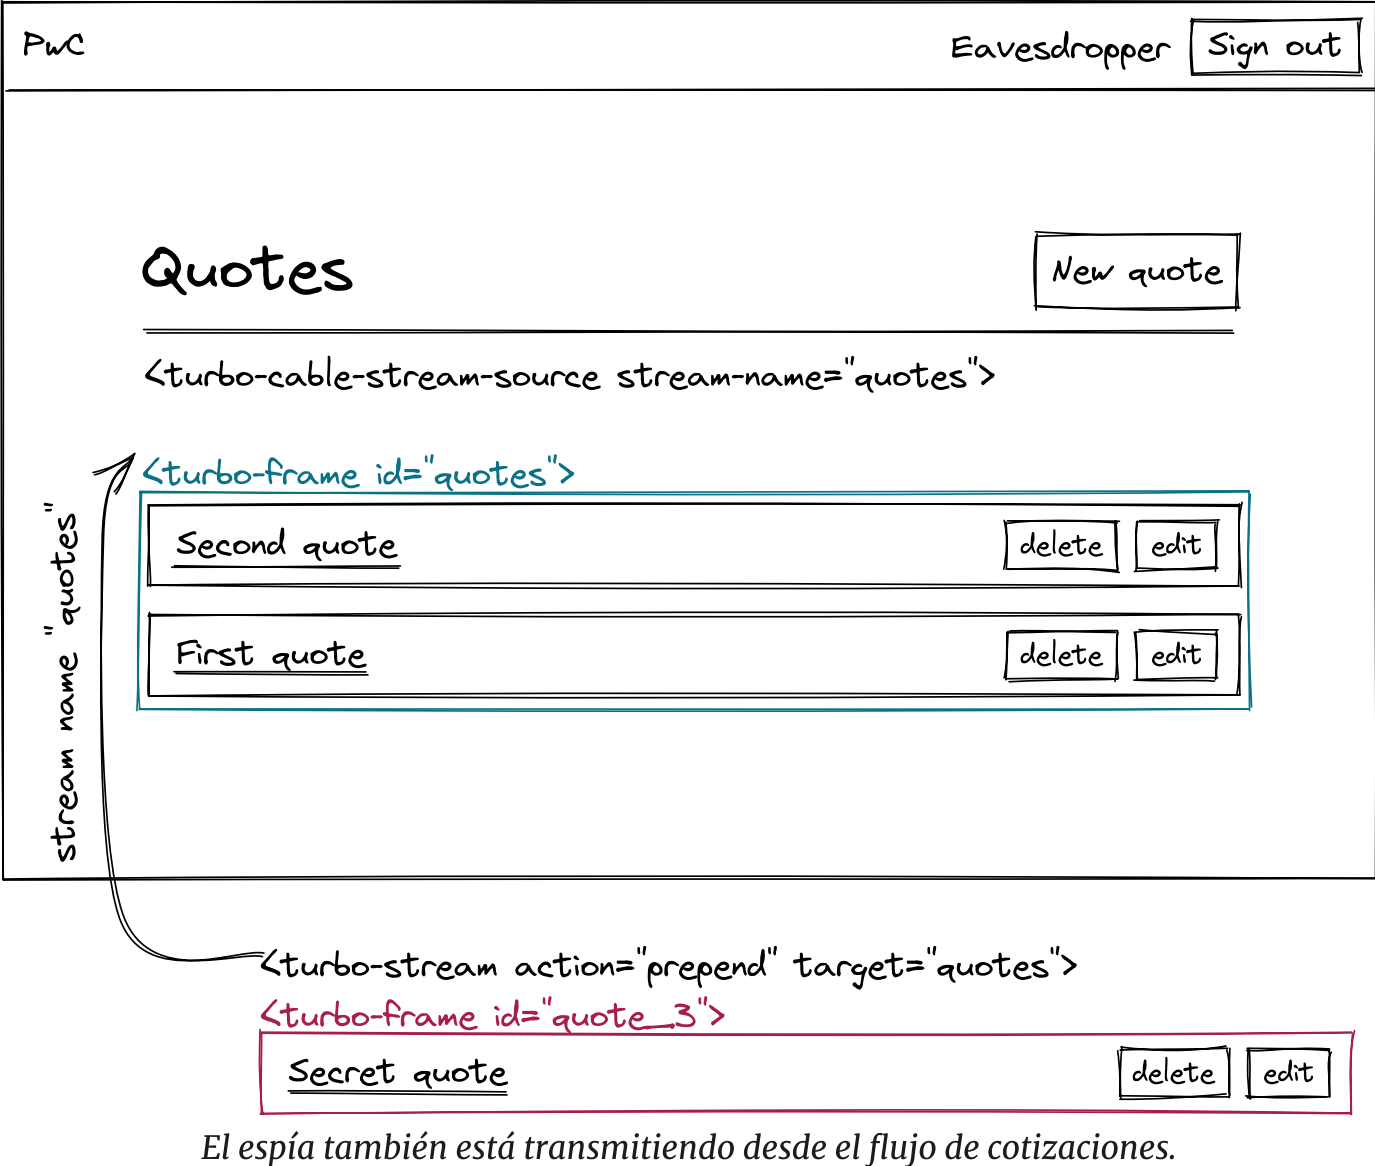 PwC
Eavesdropper
Sign out
Quotes
New quote
<turbo-cable-stream-source stream-name="quotes">
<turbo-frame id="quotes">
Second quote
delete
edit
First quote
delete
edit
stream name "quotes"
<turbo-stream action="prepend" target="quotes">
<turbo-frame id="quote_3">
Secret quote
delete
edit
El espía también está transmitiendo desde el flujo de cotizaciones.